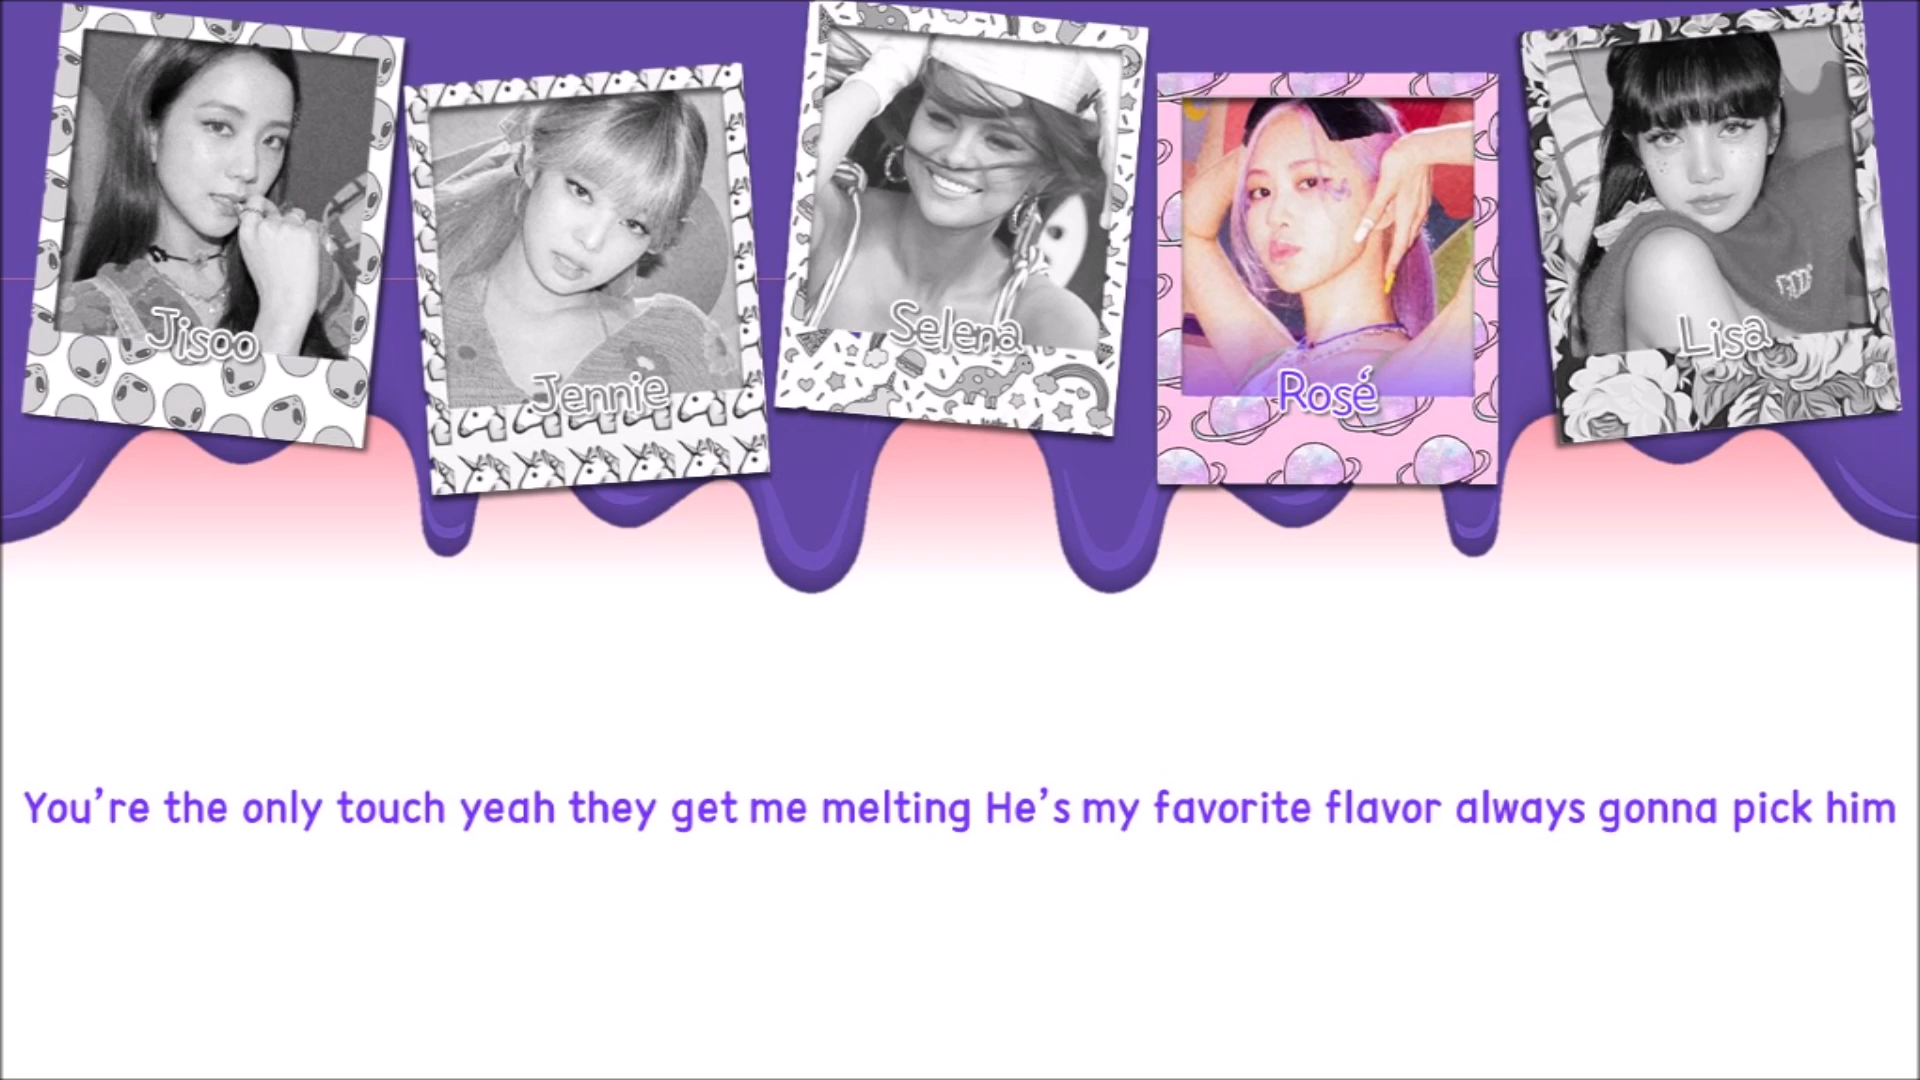 Jisoo
Jennie
Selena
Rosé
Lisa
You're the only touch yeah they get me melting He's my favorite flavor always gonna pick him